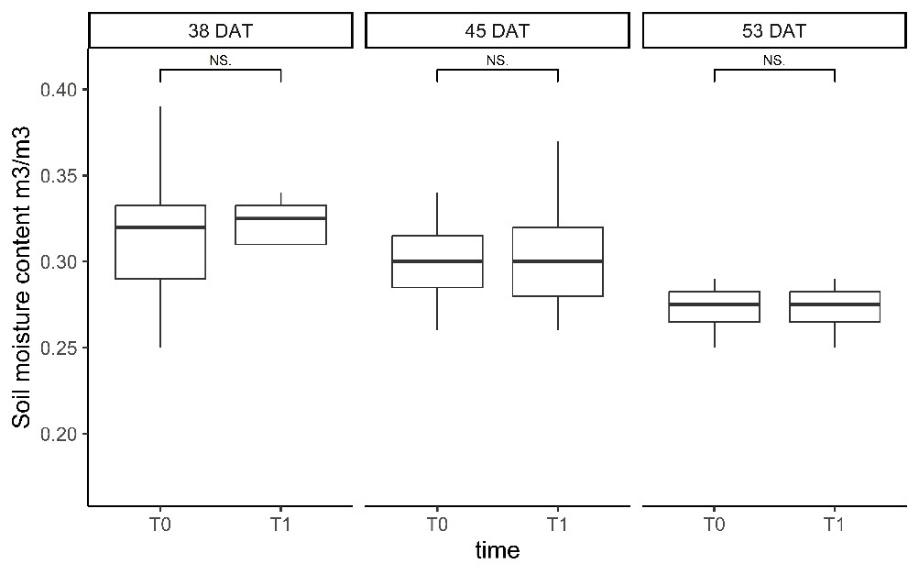 38 DAT
45 DAT
53 DAT
NS.
NS.
NS.
Soil moisture content m3/m3
0.40
0.35
0.30
0.25
0.20
T0
T1
T0
T1
T0
T1
time